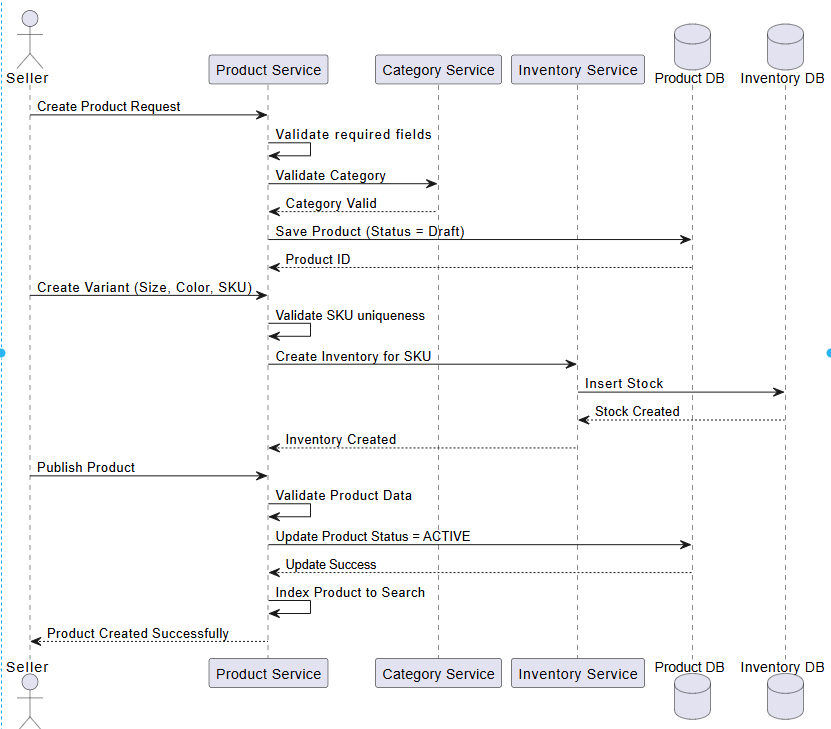 Seller
Product Service
Category Service
Inventory Service
Product DB
Inventory DB
Create Product Request
Validate required fields
Validate Category
Category Valid
Save Product (Status = Draft)
Product ID
Create Variant (Size, Color, SKU)
Validate SKU uniqueness
Create Inventory for SKU
Insert Stock
Stock Created
Inventory Created
Publish Product
Validate Product Data
Update Product Status = ACTIVE
Update Success
Index Product to Search
Product Created Successfully
Seller
Product Service
Category Service
Inventory Service
Product DB
Inventory DB